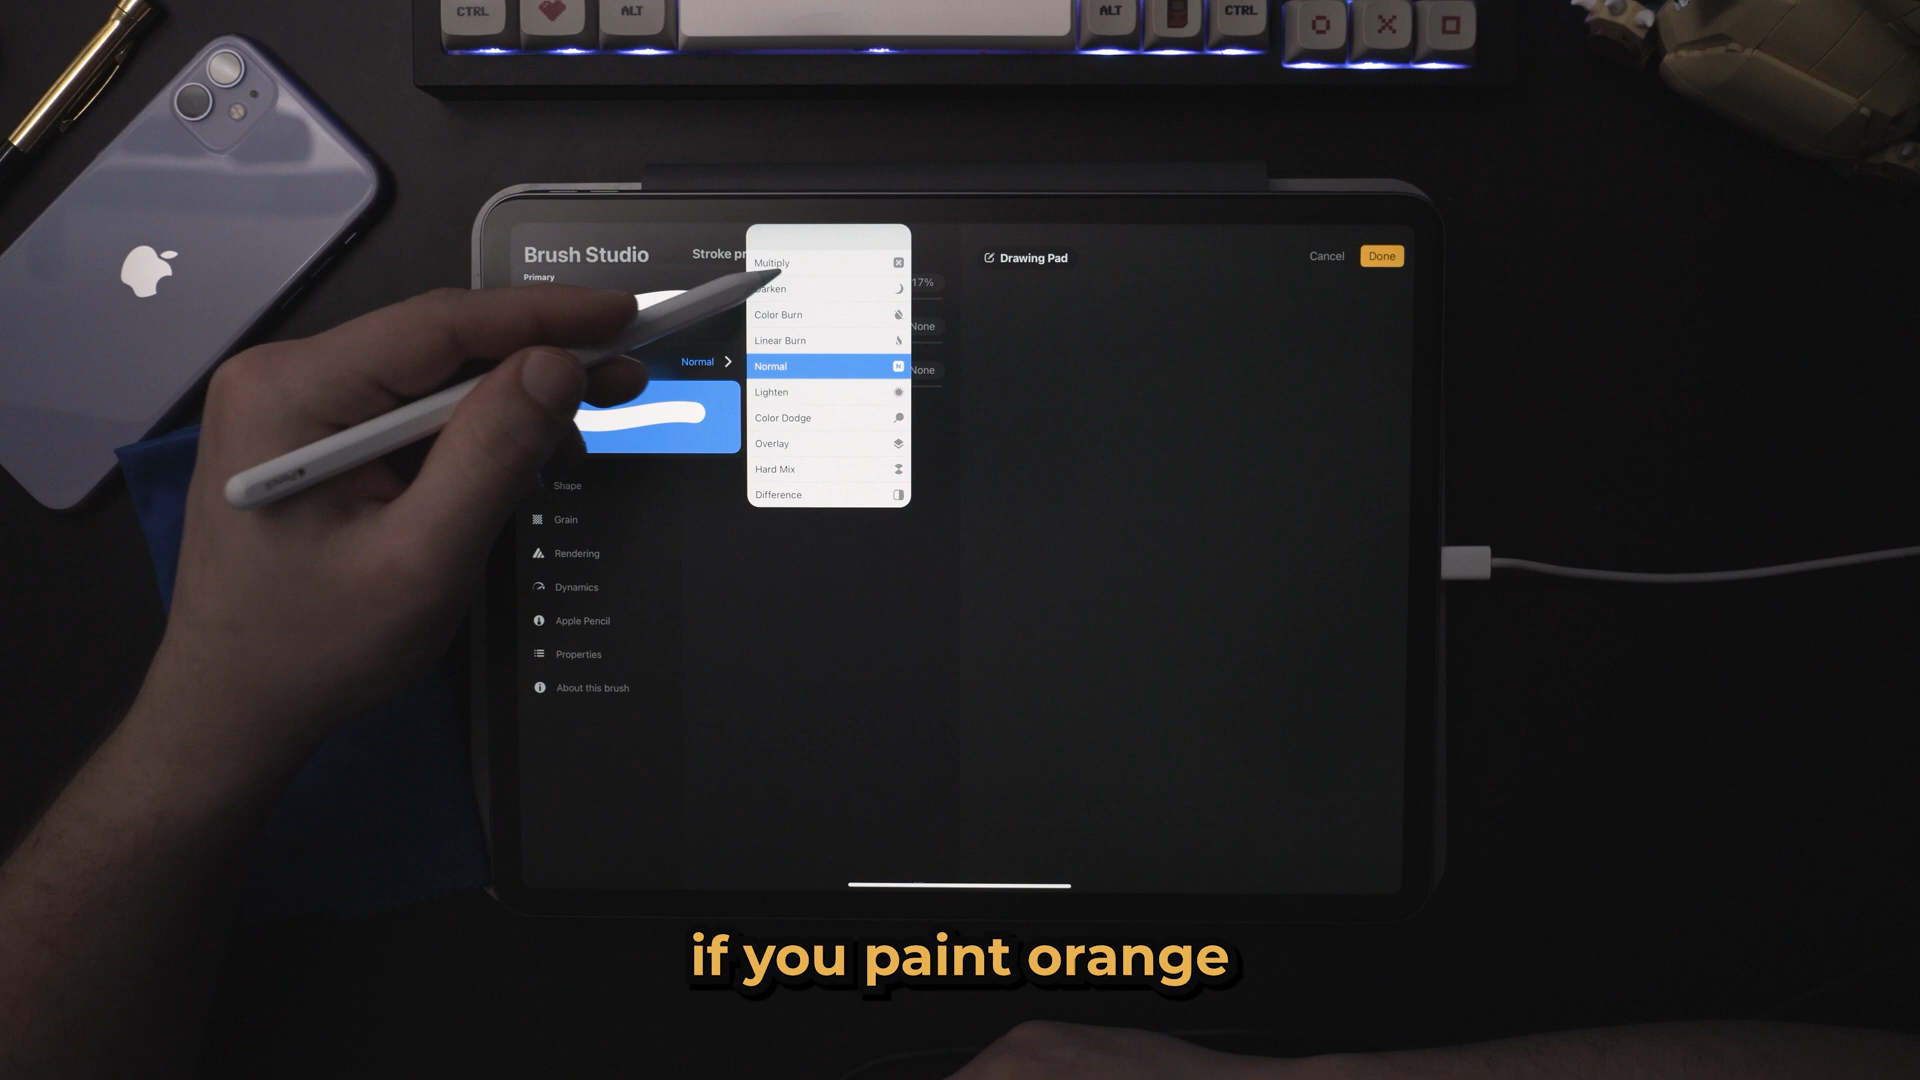 CTRL
ALT
ALT
CTRL
Brush Studio
Stroke pr
Primary
Normal
Shape
Grain
Rendering
Dynamics
Apple Pencil
Properties
About this brush
Multiply
Darken
Color Burn
Linear Burn
Normal
N
Lighten
Color Dodge
Overlay
Hard Mix
Difference
17%
None
None
Drawing Pad
Cancel
Done
if you paint orange